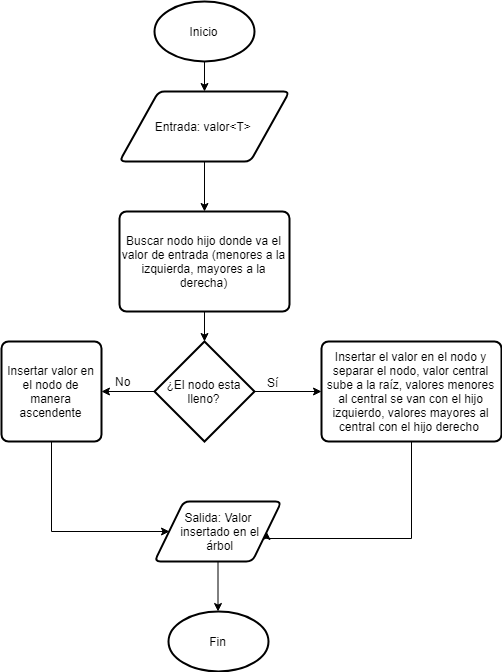 Inicio
Entrada: valor<T>
Buscar nodo hijo donde va el
valor de entrada (menores a la
izquierda, mayores a la
derecha)
¿El nodo esta
lleno?
No
Sí
Insertar valor en
el nodo de
manera
ascendente
Insertar el valor en el nodo y
separar el nodo, valor central
sube a la raíz, valores menores
al central se van con el hijo
izquierdo, valores mayores al
central con el hijo derecho
Salida: Valor
insertado en el
árbol
Fin